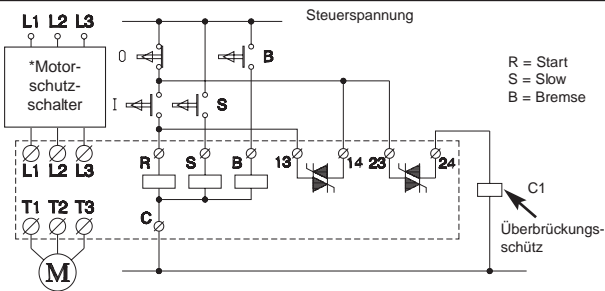 Steuerspannung
L1 L2 L3
*Motor-
schutz-
schalter
O
B
I
S
R = Start
S = Slow
B = Bremse
L1 L2 L3
R S B 13 14 23 24
T1 T2 T3
C
C1
Überbrückungs-
schütz
M